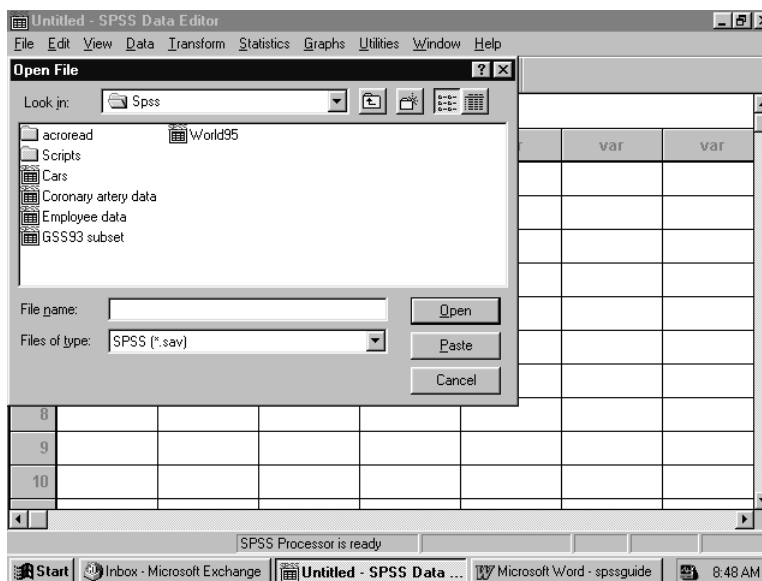 Untitled - SPSS Data Editor
File Edit View Data Transform Statistics Graphs Utilities Window Help
Open File
Look in: Spss
acroread World95
Scripts
Cars
Coronary artery data
Employee data
GSS93 subset
var var
File name: Open
Files of type: SPSS (*.sav) Paste
Cancel
8
9
10
SPSS Processor is ready
Start Inbox - Microsoft Exchange Untitled - SPSS Data ... Microsoft Word - spssguide 8:48 AM